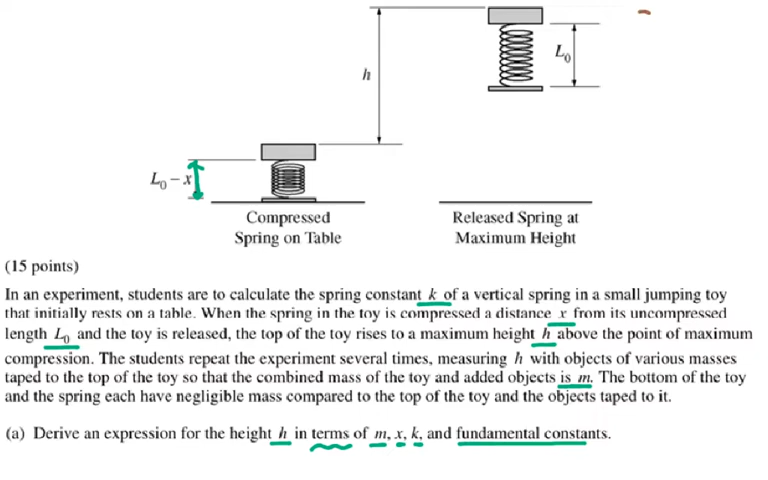 h
L₀
L₀ – x
Compressed
Spring on Table
Released Spring at
Maximum Height
(15 points)
In an experiment, students are to calculate the spring constant k of a vertical spring in a small jumping toy
that initially rests on a table. When the spring in the toy is compressed a distance x from its uncompressed
length L₀ and the toy is released, the top of the toy rises to a maximum height h above the point of maximum
compression. The students repeat the experiment several times, measuring h with objects of various masses
taped to the top of the toy so that the combined mass of the toy and added objects is m. The bottom of the toy
and the spring each have negligible mass compared to the top of the toy and the objects taped to it.
(a) Derive an expression for the height h in terms of m, x, k, and fundamental constants.